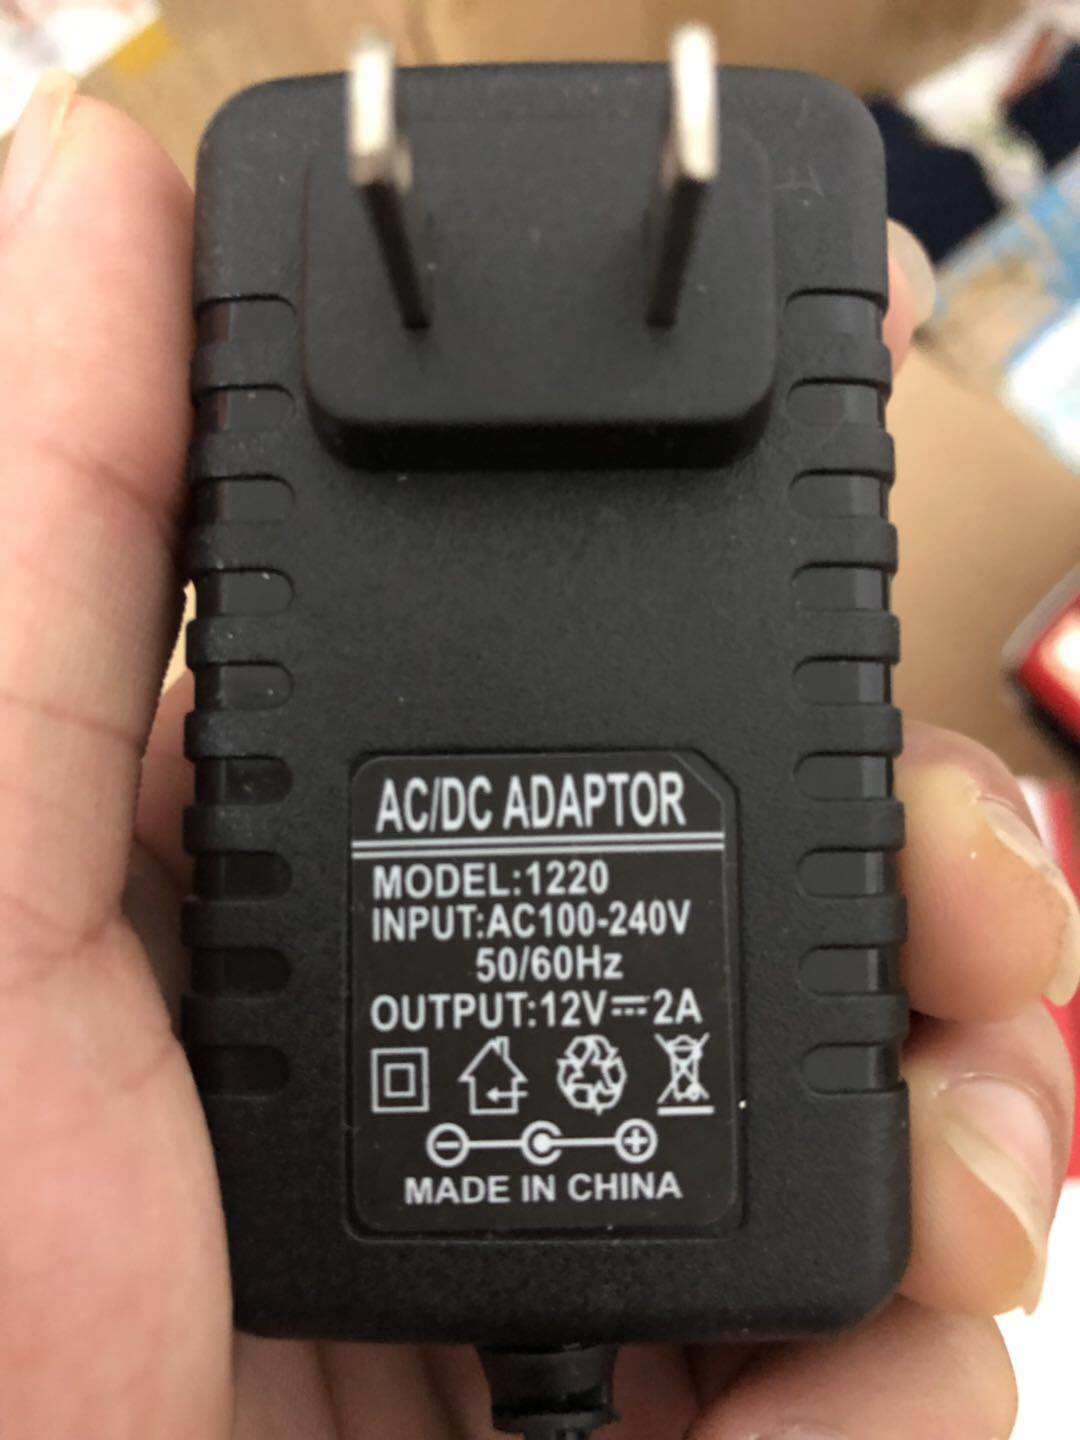 AC/DC ADAPTOR
MODEL:1220
INPUT:AC100-240V
50/60Hz
OUTPUT:12V⎓2A
MADE IN CHINA